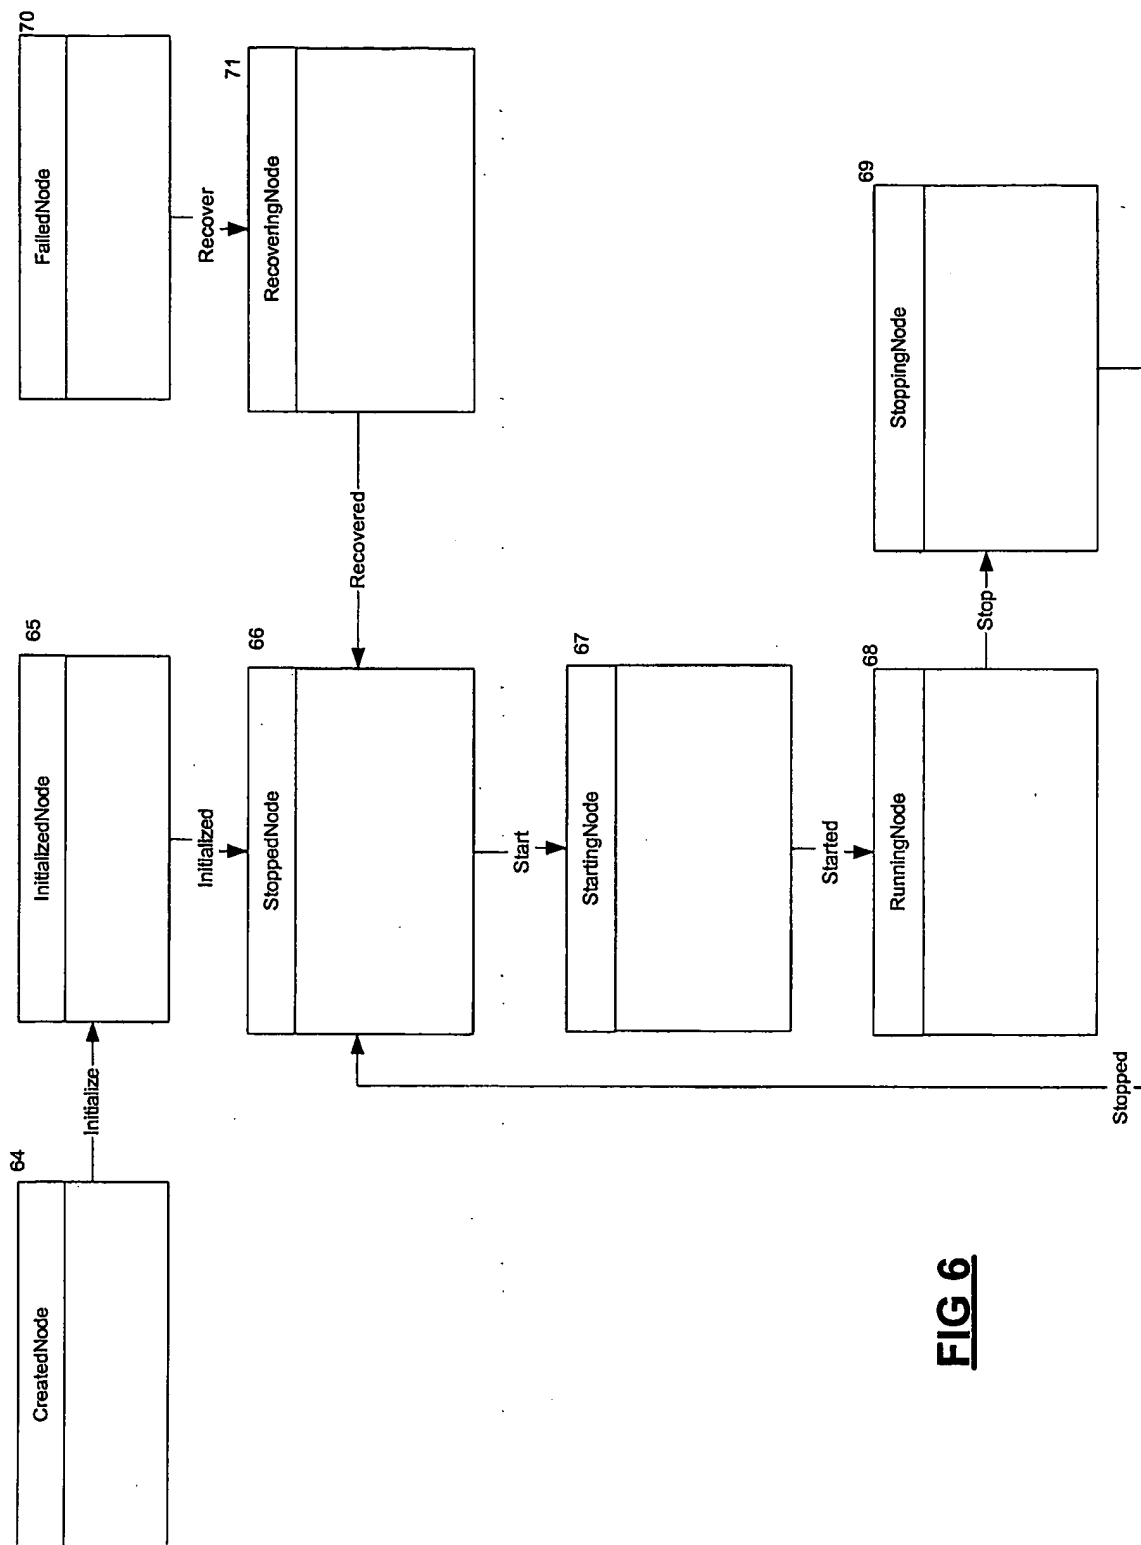 64
CreatedNode
Initialize
65
InitializedNode
Initialized
70
FailedNode
Recover
71
RecoveringNode
Recovered
66
StoppedNode
Start
67
StartingNode
Started
68
RunningNode
Stop
69
StoppingNode
Stopped
FIG 6